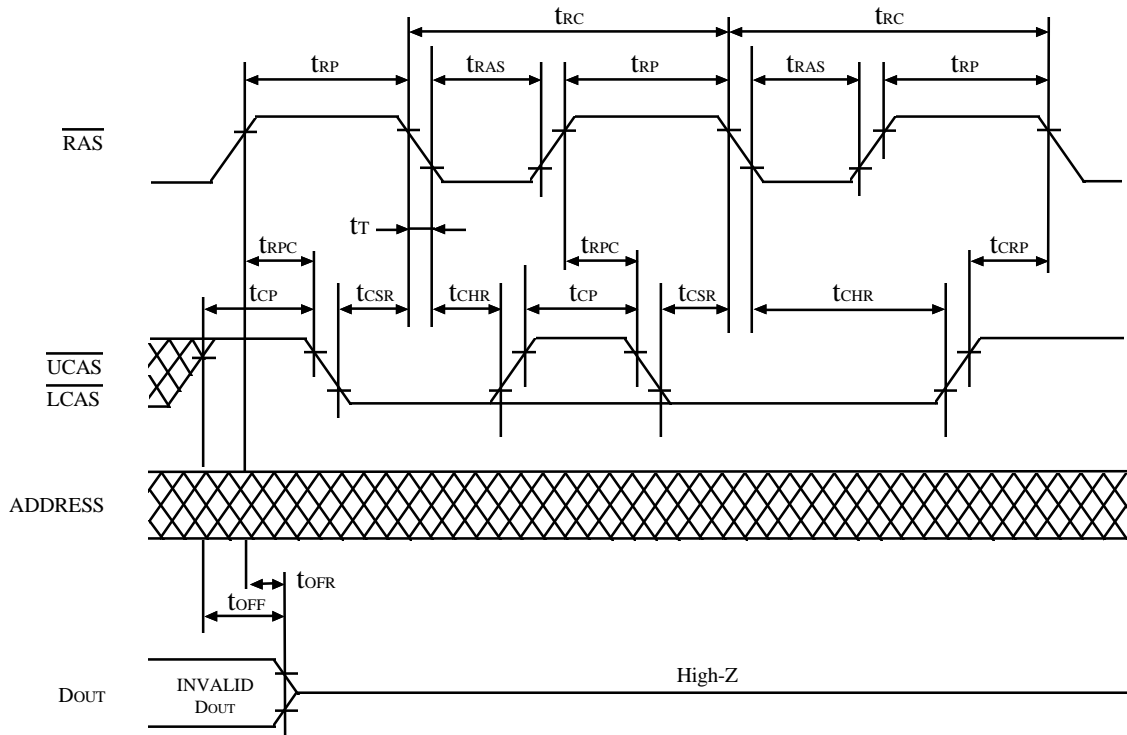 tRC tRC
tRP tRAS tRP tRAS tRP
RAS
tT
tRPC tRPC tCRP
tCP tCSR tCHR tCP tCSR tCHR
UCAS
LCAS
ADDRESS
tOFR
tOFF
High-Z
DOUT
INVALID
DOUT